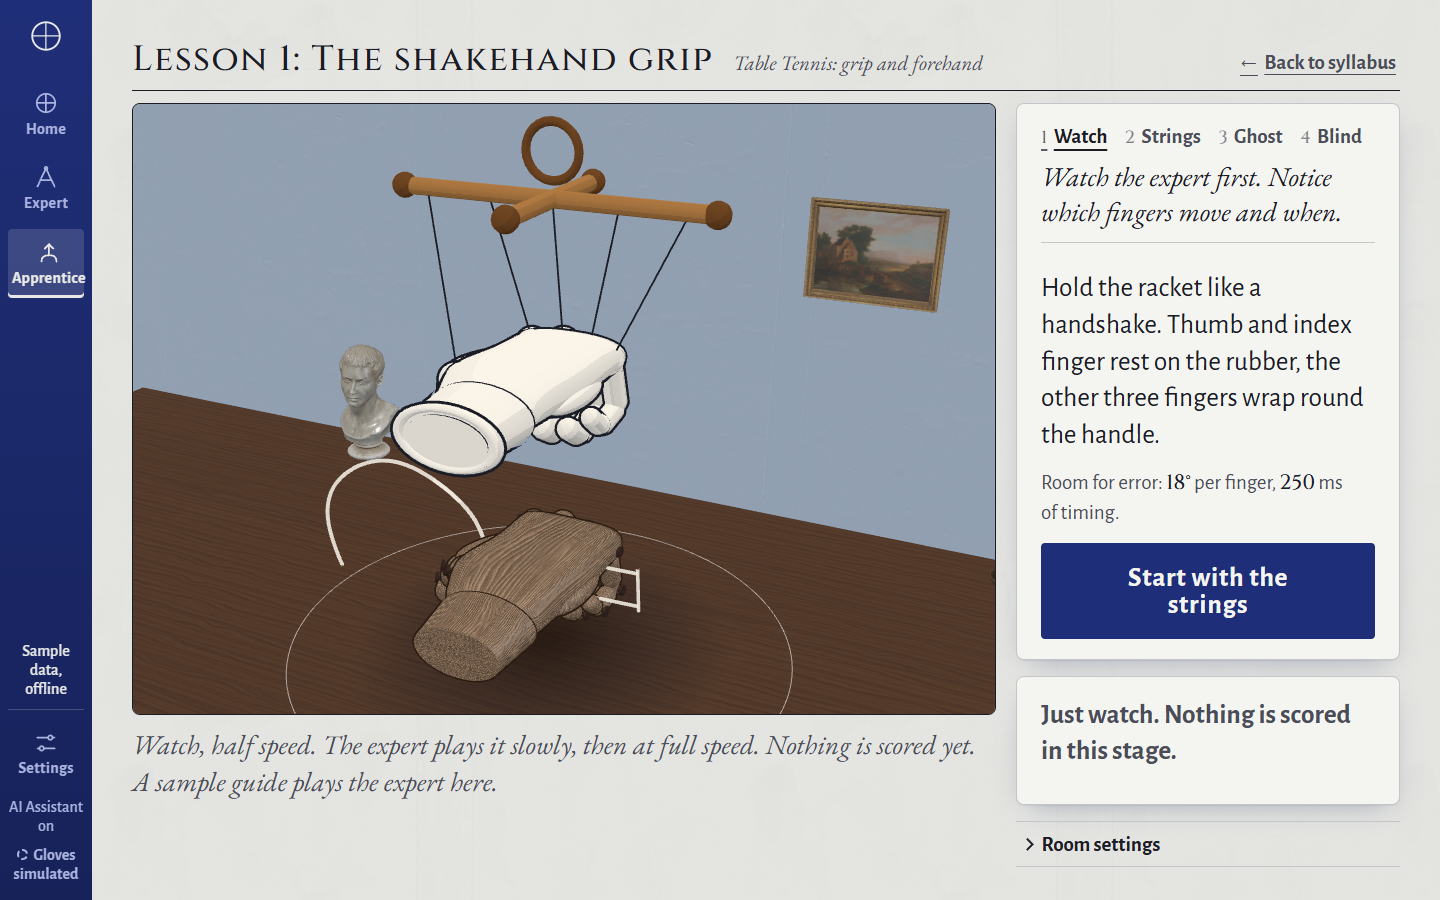 Lesson 1: The shakehand grip
Table Tennis: grip and forehand
← Back to syllabus
Home
Expert
Apprentice
Sample
data,
offline
Settings
AI Assistant
on
Gloves
simulated
1 Watch 2 Strings 3 Ghost 4 Blind
Watch the expert first. Notice
which fingers move and when.
Hold the racket like a
handshake. Thumb and index
finger rest on the rubber, the
other three fingers wrap round
the handle.
Room for error: 18° per finger, 250 ms
of timing.
Start with the
strings
Just watch. Nothing is scored
in this stage.
Room settings
Watch, half speed. The expert plays it slowly, then at full speed. Nothing is scored yet.
A sample guide plays the expert here.